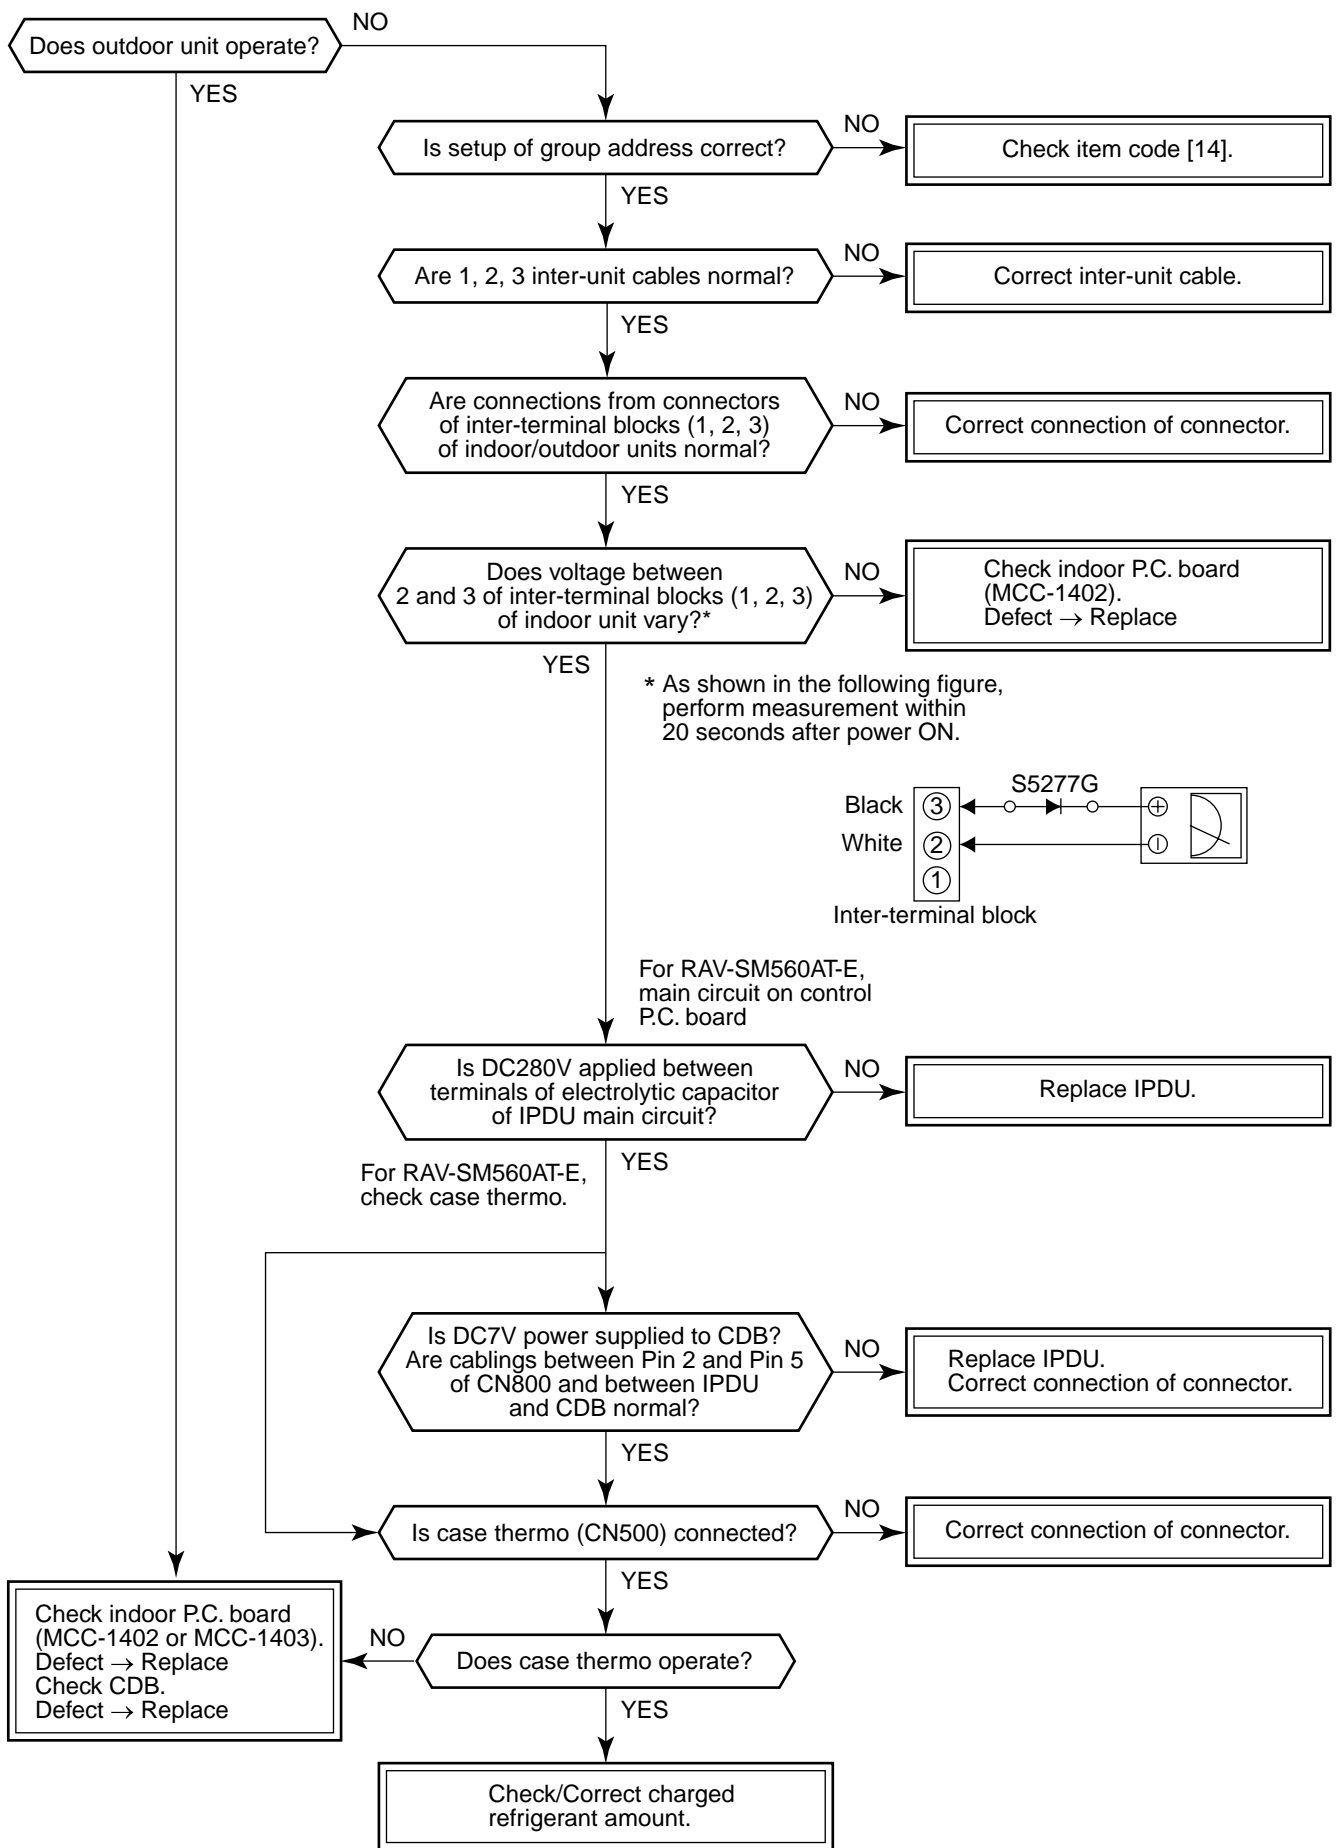 Does outdoor unit operate?
NO
YES
Is setup of group address correct?
NO
Check item code [14].
YES
Are 1, 2, 3 inter-unit cables normal?
NO
Correct inter-unit cable.
YES
Are connections from connectors
of inter-terminal blocks (1, 2, 3)
of indoor/outdoor units normal?
NO
Correct connection of connector.
YES
Does voltage between
2 and 3 of inter-terminal blocks (1, 2, 3)
of indoor unit vary?*
NO
Check indoor P.C. board
(MCC-1402).
Defect → Replace
YES
* As shown in the following figure,
perform measurement within
20 seconds after power ON.
S5277G
Black ③
White ②
①
Inter-terminal block
For RAV-SM560AT-E,
main circuit on control
P.C. board
Is DC280V applied between
terminals of electrolytic capacitor
of IPDU main circuit?
NO
Replace IPDU.
YES
For RAV-SM560AT-E,
check case thermo.
Is DC7V power supplied to CDB?
Are cablings between Pin 2 and Pin 5
of CN800 and between IPDU
and CDB normal?
NO
Replace IPDU.
Correct connection of connector.
YES
Is case thermo (CN500) connected?
NO
Correct connection of connector.
YES
Check indoor P.C. board
(MCC-1402 or MCC-1403).
Defect → Replace
Check CDB.
Defect → Replace
NO
Does case thermo operate?
YES
Check/Correct charged
refrigerant amount.